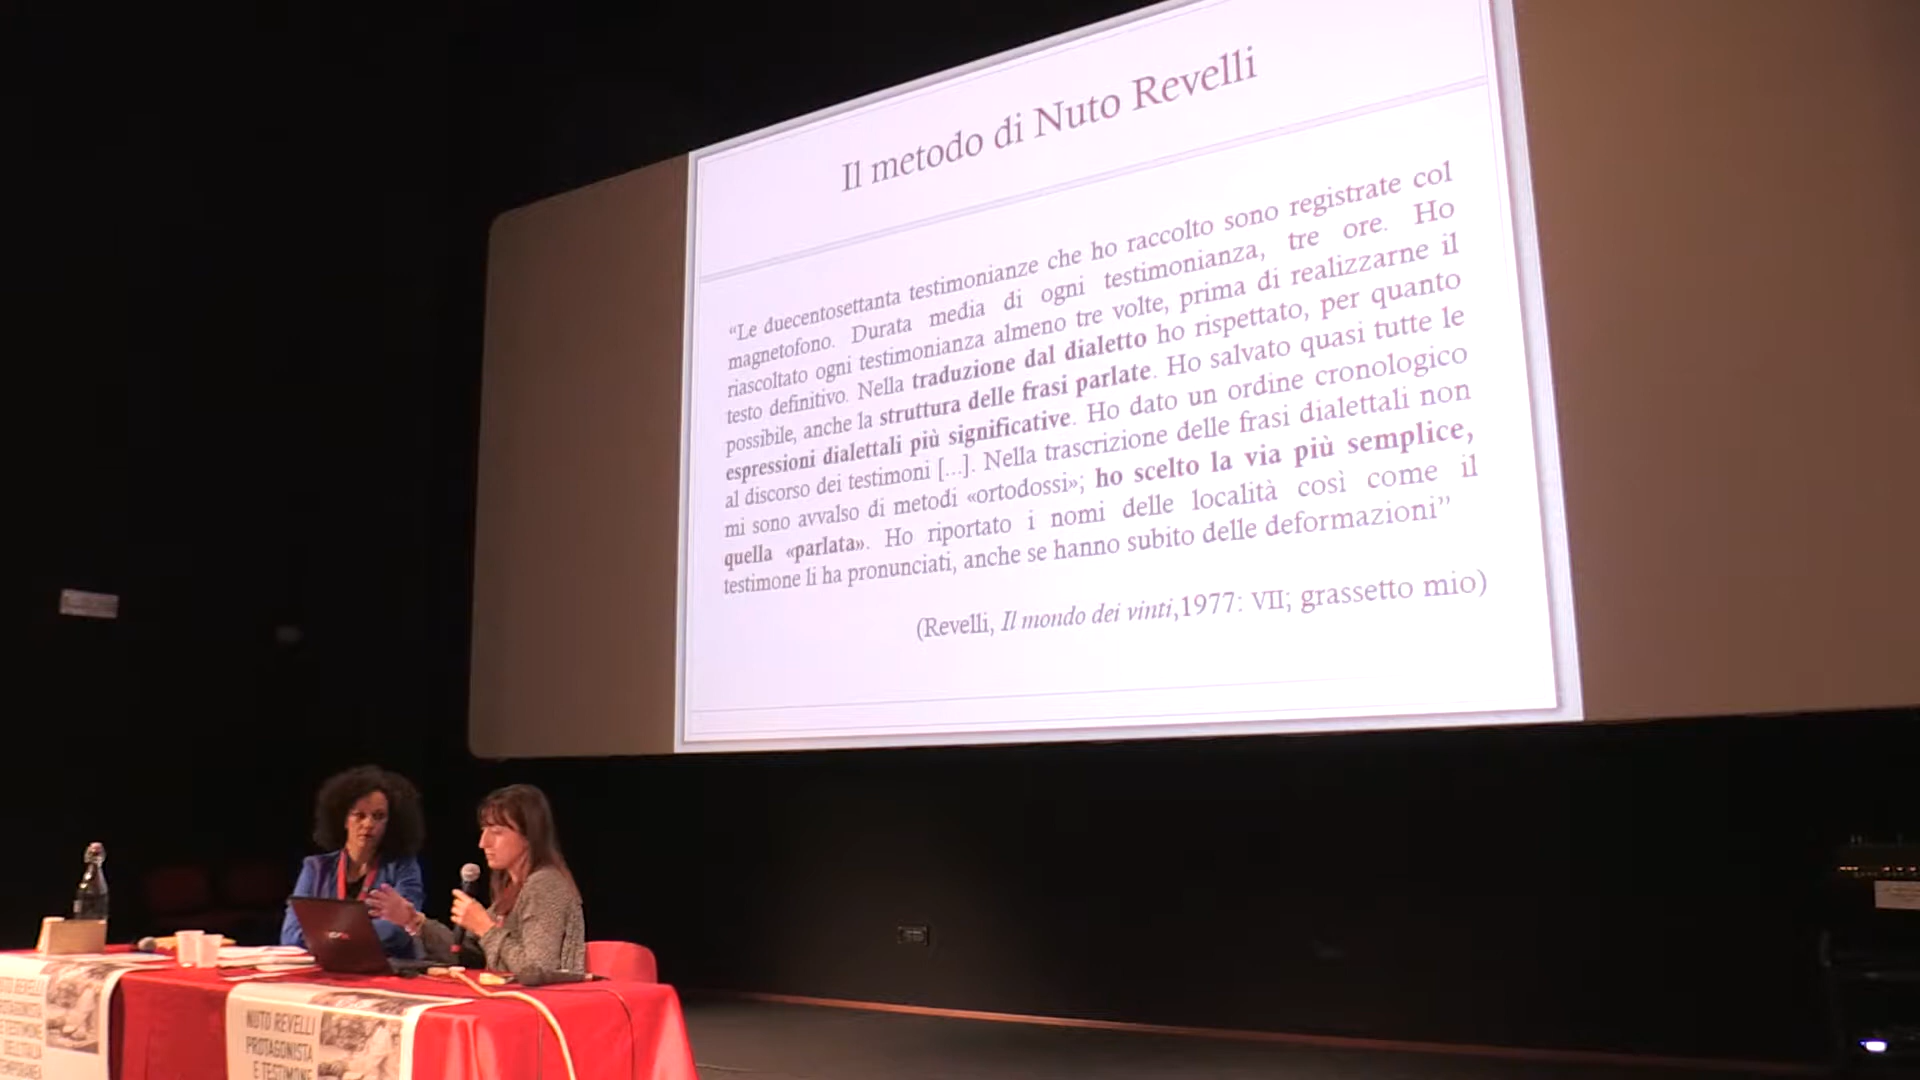 Il metodo di Nuto Revelli
“Le duecentosettanta testimonianze che ho raccolto sono registrate col
magnetofono. Durata media di ogni testimonianza, tre ore. Ho
riascoltato ogni testimonianza almeno tre volte, prima di realizzarne il
testo definitivo. Nella traduzione dal dialetto ho rispettato, per quanto
possibile, anche la struttura delle frasi parlate. Ho salvato quasi tutte le
espressioni dialettali più significative. Ho dato un ordine cronologico
al discorso dei testimoni [...]. Nella trascrizione delle frasi dialettali non
mi sono avvalso di metodi «ortodossi»; ho scelto la via più semplice,
quella «parlata». Ho riportato i nomi delle località così come il
testimone li ha pronunciati, anche se hanno subito delle deformazioni”
(Revelli, Il mondo dei vinti,1977: VII; grassetto mio)
NUTO REVELLI
PROTAGONISTA
E TESTIMONE
REVELLI
E TESTIMONE
DELL'ITALIA